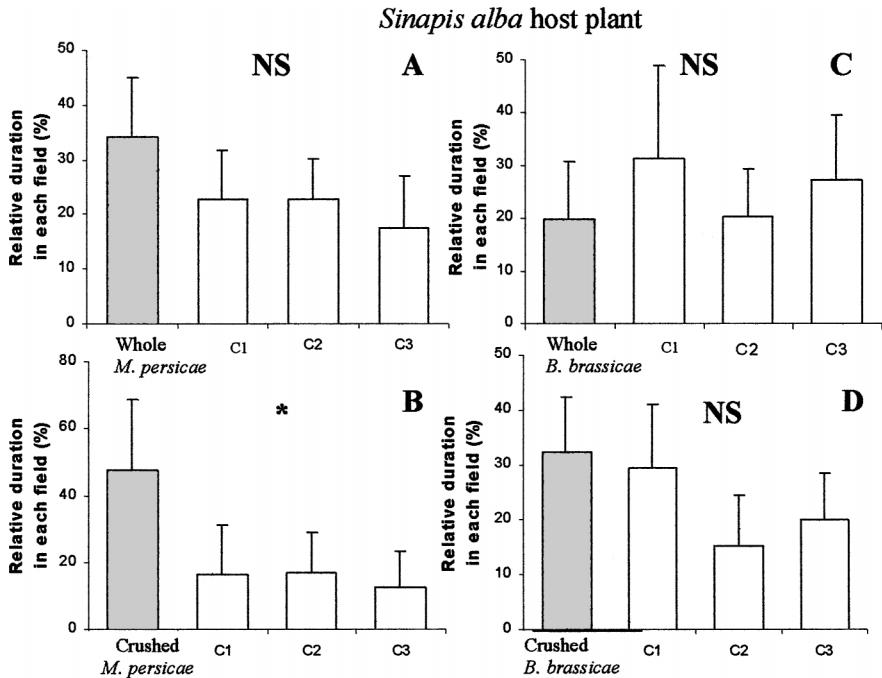 Sinapis alba host plant
Relative duration
in each field (%)
50
40
30
20
10
0
NS
A
Whole
M. persicae
C1
C2
C3
Relative duration
in each field (%)
50
40
30
20
10
0
NS
C
Whole
B. brassicae
C1
C2
C3
Relative duration
in each field (%)
80
60
40
20
0
*
B
Crushed
M. persicae
C1
C2
C3
Relative duration
in each field (%)
50
40
30
20
10
0
NS
D
Crushed
B. brassicae
C1
C2
C3